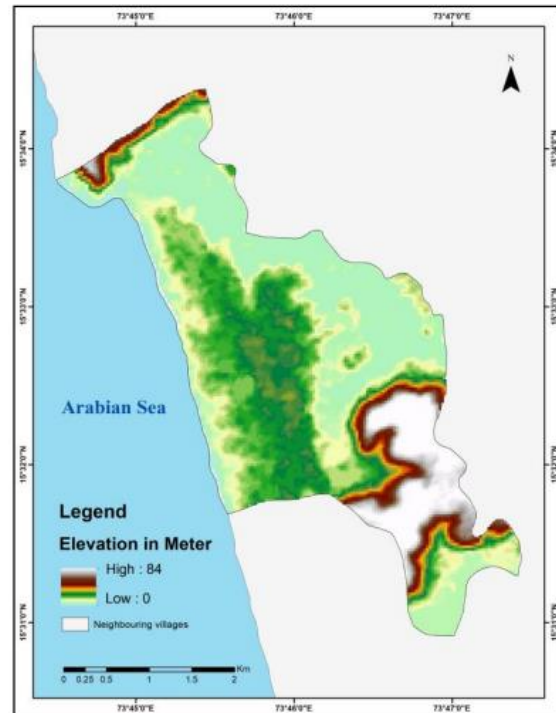 73°45'0"E 73°46'0"E 73°47'0"E
N
Arabian Sea
Legend
Elevation in Meter
High : 84
Low : 0
Neighbouring villages
Km
0 0.25 0.5 1 1.5 2
73°45'0"E 73°46'0"E 73°47'0"E